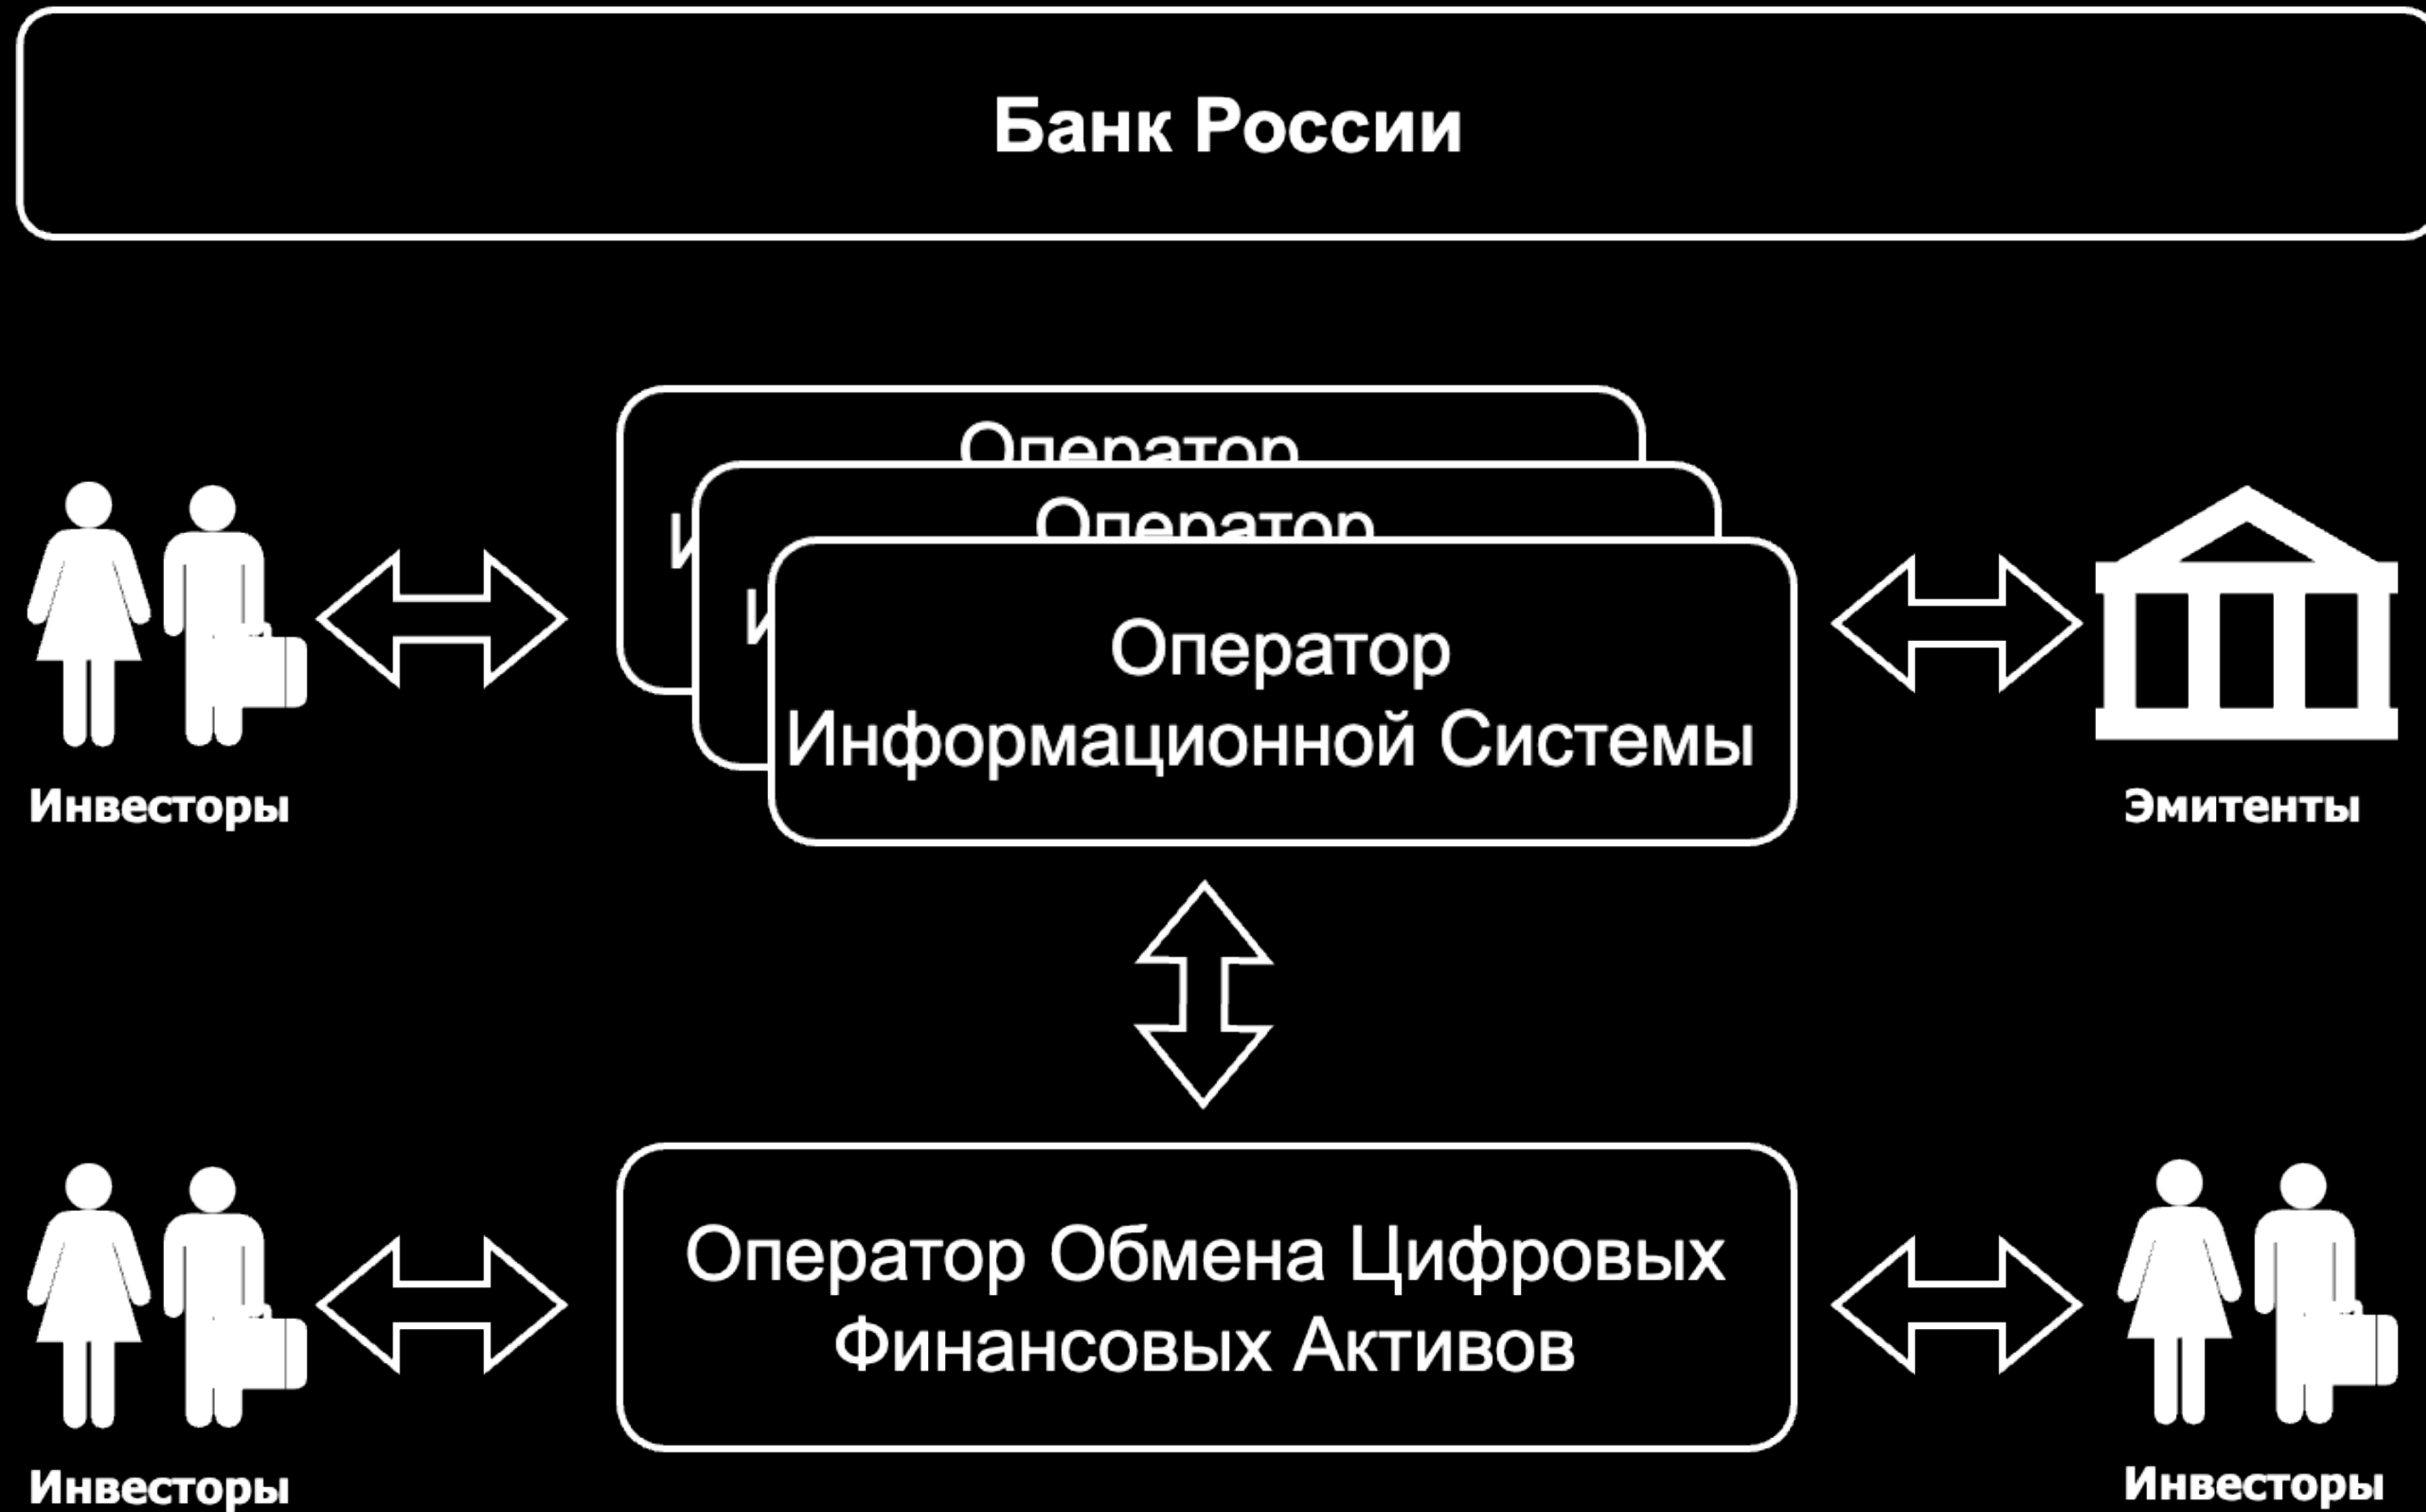 Банк России
Оператор
Оператор
Оператор
Информационной Системы
Инвесторы
Эмитенты
Оператор Обмена Цифровых
Финансовых Активов
Инвесторы
Инвесторы